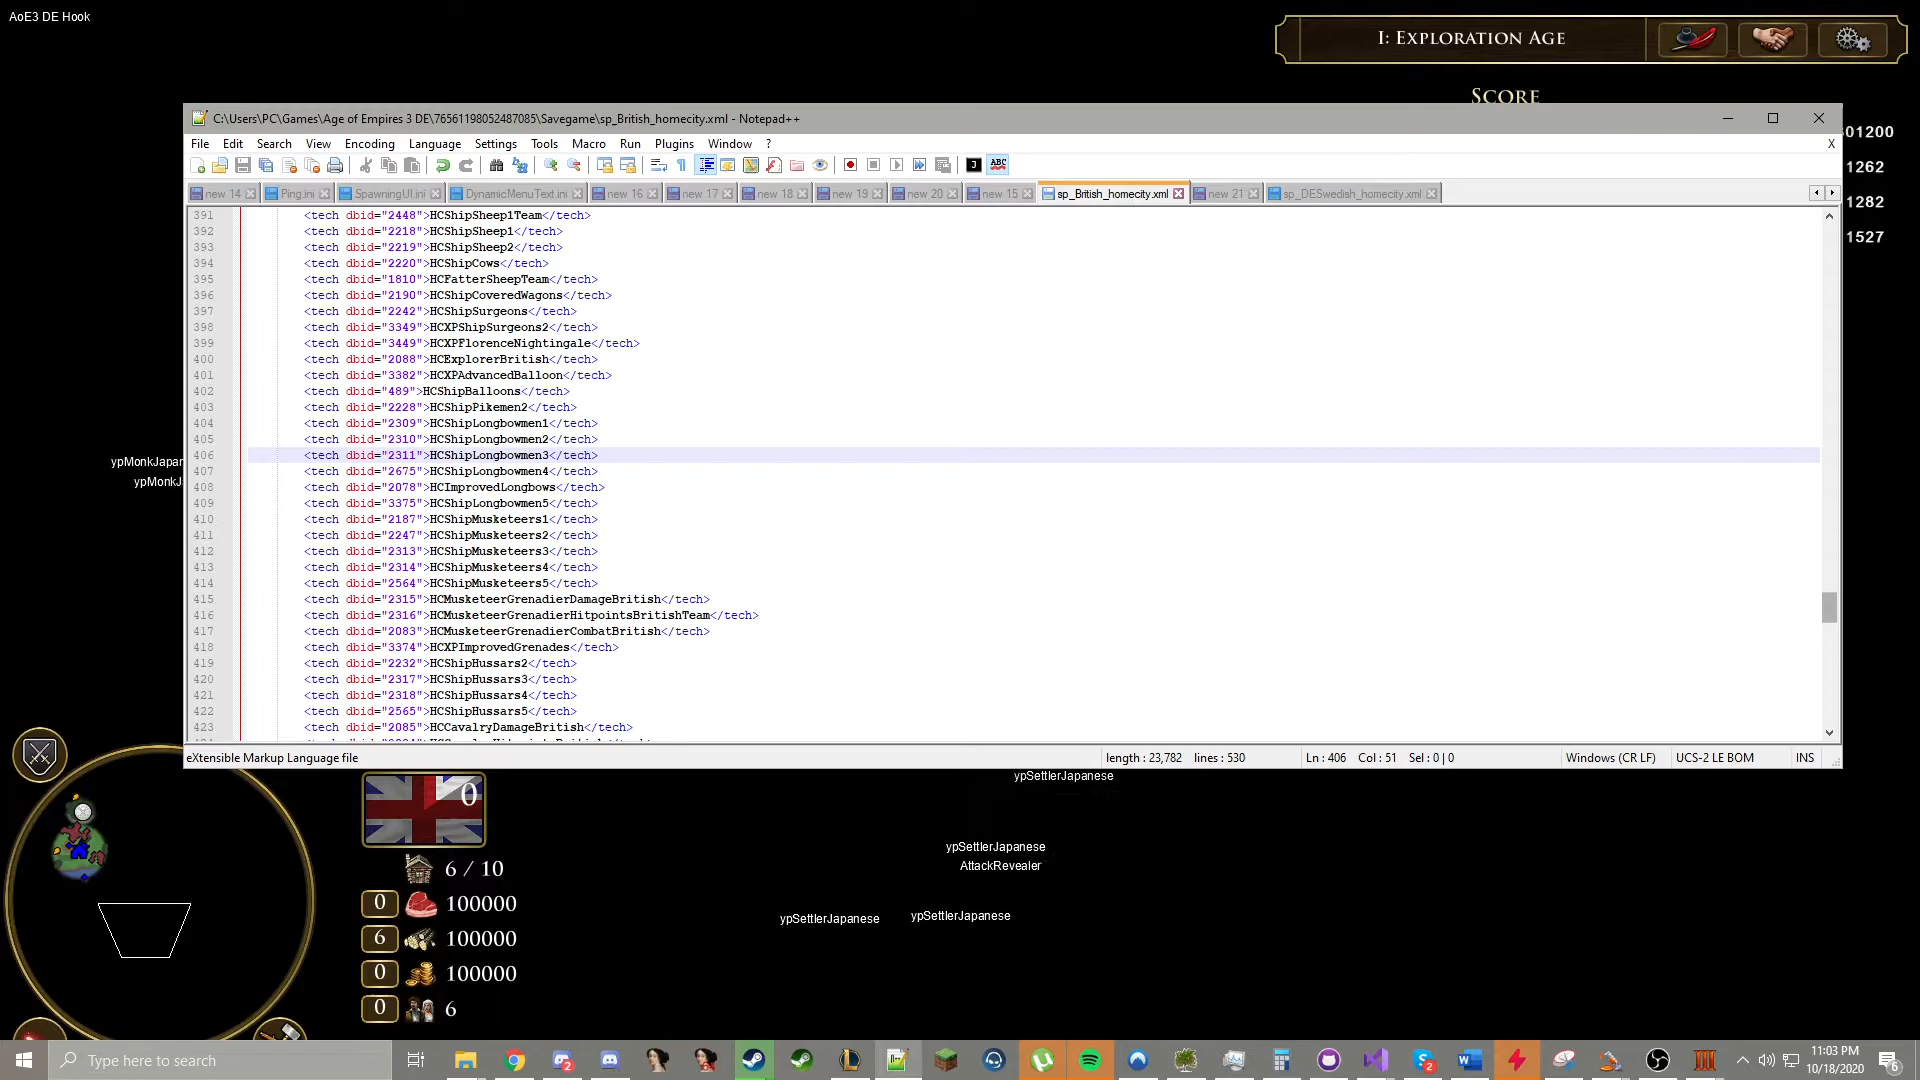 AoE3 DE Hook
I: Exploration Age
Score
01200
1262
1282
1527
C:\Users\PC\Games\Age of Empires 3 DE\76561198052487085\Savegame\sp_British_homecity.xml - Notepad++
File Edit Search View Encoding Language Settings Tools Macro Run Plugins Window ? X
new 14 Ping.ini SpawningUI.ini DynamicMenuText.ini new 16 new 17 new 18 new 19 new 20 new 15 sp_British_homecity.xml new 21 sp_DESwedish_homecity.xml
391 <tech dbid="2448">HCShipSheep1Team</tech>
392 <tech dbid="2218">HCShipSheep1</tech>
393 <tech dbid="2219">HCShipSheep2</tech>
394 <tech dbid="2220">HCShipCows</tech>
395 <tech dbid="1810">HCFatterSheepTeam</tech>
396 <tech dbid="2190">HCShipCoveredWagons</tech>
397 <tech dbid="2242">HCShipSurgeons</tech>
398 <tech dbid="3349">HCXPShipSurgeons2</tech>
399 <tech dbid="3449">HCXPFlorenceNightingale</tech>
400 <tech dbid="2088">HCExplorerBritish</tech>
401 <tech dbid="3382">HCXPAdvancedBalloon</tech>
402 <tech dbid="489">HCShipBalloons</tech>
403 <tech dbid="2228">HCShipPikemen2</tech>
404 <tech dbid="2309">HCShipLongbowmen1</tech>
405 <tech dbid="2310">HCShipLongbowmen2</tech>
406 <tech dbid="2311">HCShipLongbowmen3</tech>
407 <tech dbid="2675">HCShipLongbowmen4</tech>
408 <tech dbid="2078">HCImprovedLongbows</tech>
409 <tech dbid="3375">HCShipLongbowmen5</tech>
410 <tech dbid="2187">HCShipMusketeers1</tech>
411 <tech dbid="2247">HCShipMusketeers2</tech>
412 <tech dbid="2313">HCShipMusketeers3</tech>
413 <tech dbid="2314">HCShipMusketeers4</tech>
414 <tech dbid="2564">HCShipMusketeers5</tech>
415 <tech dbid="2315">HCMusketeerGrenadierDamageBritish</tech>
416 <tech dbid="2316">HCMusketeerGrenadierHitpointsBritishTeam</tech>
417 <tech dbid="2083">HCMusketeerGrenadierCombatBritish</tech>
418 <tech dbid="3374">HCXPImprovedGrenades</tech>
419 <tech dbid="2232">HCShipHussars2</tech>
420 <tech dbid="2317">HCShipHussars3</tech>
421 <tech dbid="2318">HCShipHussars4</tech>
422 <tech dbid="2565">HCShipHussars5</tech>
423 <tech dbid="2085">HCCavalryDamageBritish</tech>
eXtensible Markup Language file length : 23,782 lines : 530 Ln : 406 Col : 51 Sel : 0 | 0 Windows (CR LF) UCS-2 LE BOM INS
ypMonkJapan
ypMonkJ
ypSettlerJapanese
ypSettlerJapanese
AttackRevealer
ypSettlerJapanese
ypSettlerJapanese
0
6 / 10
0 100000
6 100000
0 100000
0 6
Type here to search
11:03 PM
10/18/2020